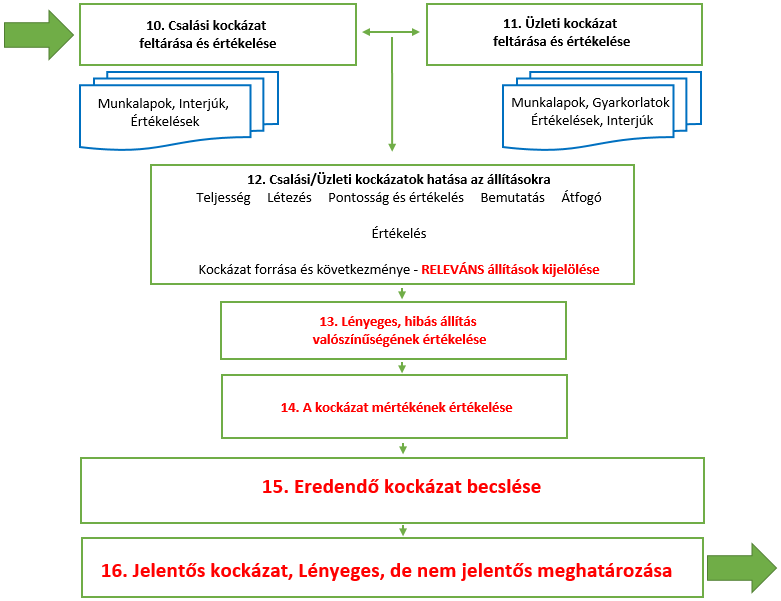 10. Csalási kockázat
feltárása és értékelése
11. Üzleti kockázat
feltárása és értékelése
Munkalapok, Interjúk,
Értékelések
Munkalapok, Gyarkorlatok
Értékelések, Interjúk
12. Csalási/Üzleti kockázatok hatása az állításokra
Teljesség Létezés Pontosság és értékelés Bemutatás Átfogó
Értékelés
Kockázat forrása és következménye - RELEVÁNS állítások kijelölése
13. Lényeges, hibás állítás
valószínűségének értékelése
14. A kockázat mértékének értékelése
15. Eredendő kockázat becslése
16. Jelentős kockázat, Lényeges, de nem jelentős meghatározása